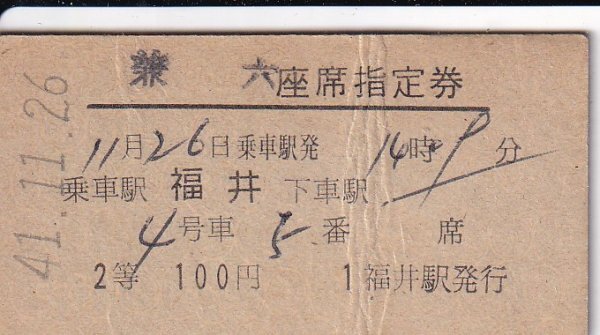 兼六座席指定券
11月26日乗車駅発14時9分
乗車駅 福井 下車駅
4号車 5番席
2等 100円 1福井駅発行
41.11.26